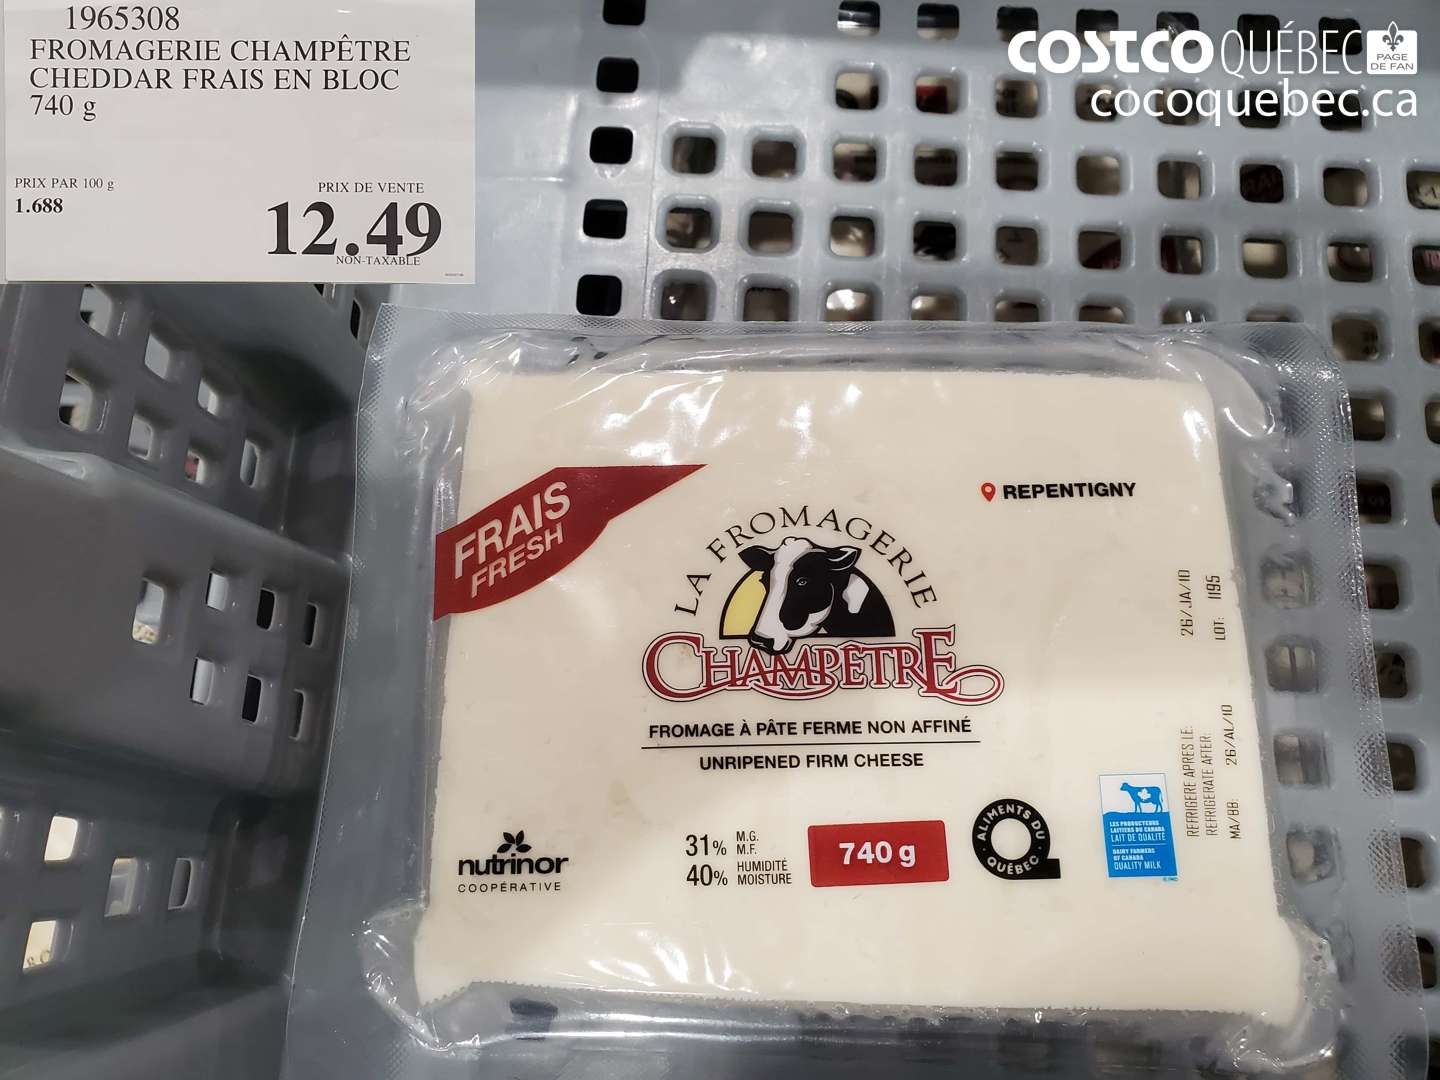 1965308
FROMAGERIE CHAMPÊTRE
CHEDDAR FRAIS EN BLOC
740 g
PRIX PAR 100 g
1.688
PRIX DE VENTE
12.49
NON-TAXABLE
COSTCO QUÉBEC PAGE DE FAN
cocoquebec.ca
FRAIS
FRESH
REPENTIGNY
LA FROMAGERIE
CHAMPÊTRE
FROMAGE À PÂTE FERME NON AFFINÉ
UNRIPENED FIRM CHEESE
nutrinor
COOPÉRATIVE
31% M.G. M.F.
40% HUMIDITÉ MOISTURE
740 g
ALIMENTS DU QUÉBEC
LES PRODUCTEURS
LAITIERS DU CANADA
LAIT DE QUALITÉ
DAIRY FARMERS
OF CANADA
QUALITY MILK
26/JA/10
LOT: 1195
REFRIGERE APRES LE:
REFRIGERATE AFTER:
MA/BB: 26/AL/10